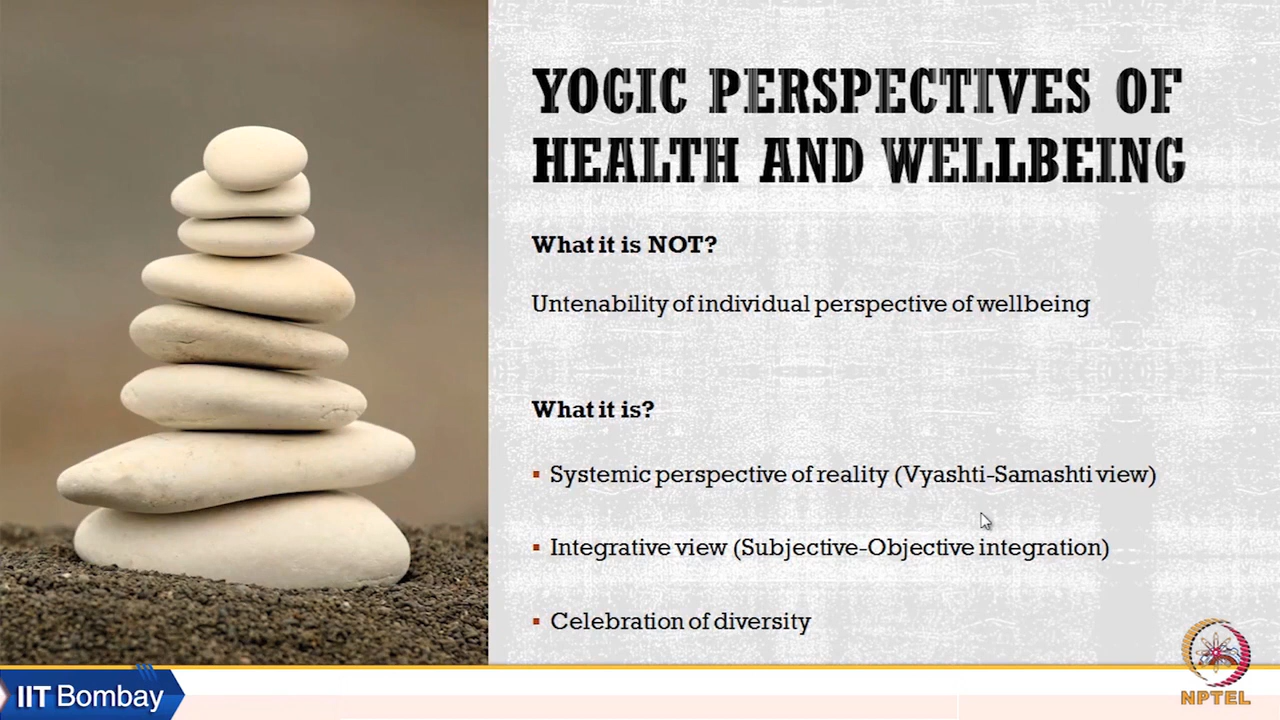 YOGIC PERSPECTIVES OF
HEALTH AND WELLBEING
What it is NOT?
Untenability of individual perspective of wellbeing
What it is?
▪ Systemic perspective of reality (Vyashti-Samashti view)
▪ Integrative view (Subjective-Objective integration)
▪ Celebration of diversity
IIT Bombay
NPTEL